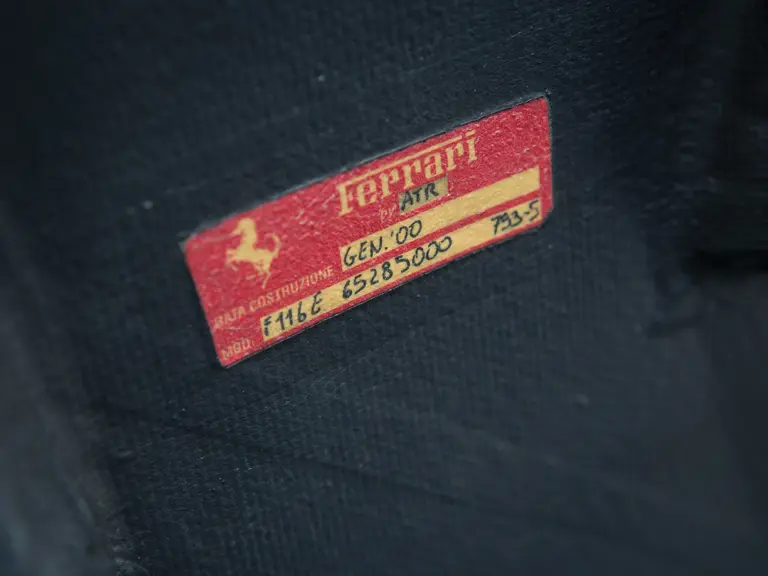 Ferrari
by ATR
DATA COSTRUZIONE GEN.'00
MOD. F116E 65285000 793-5